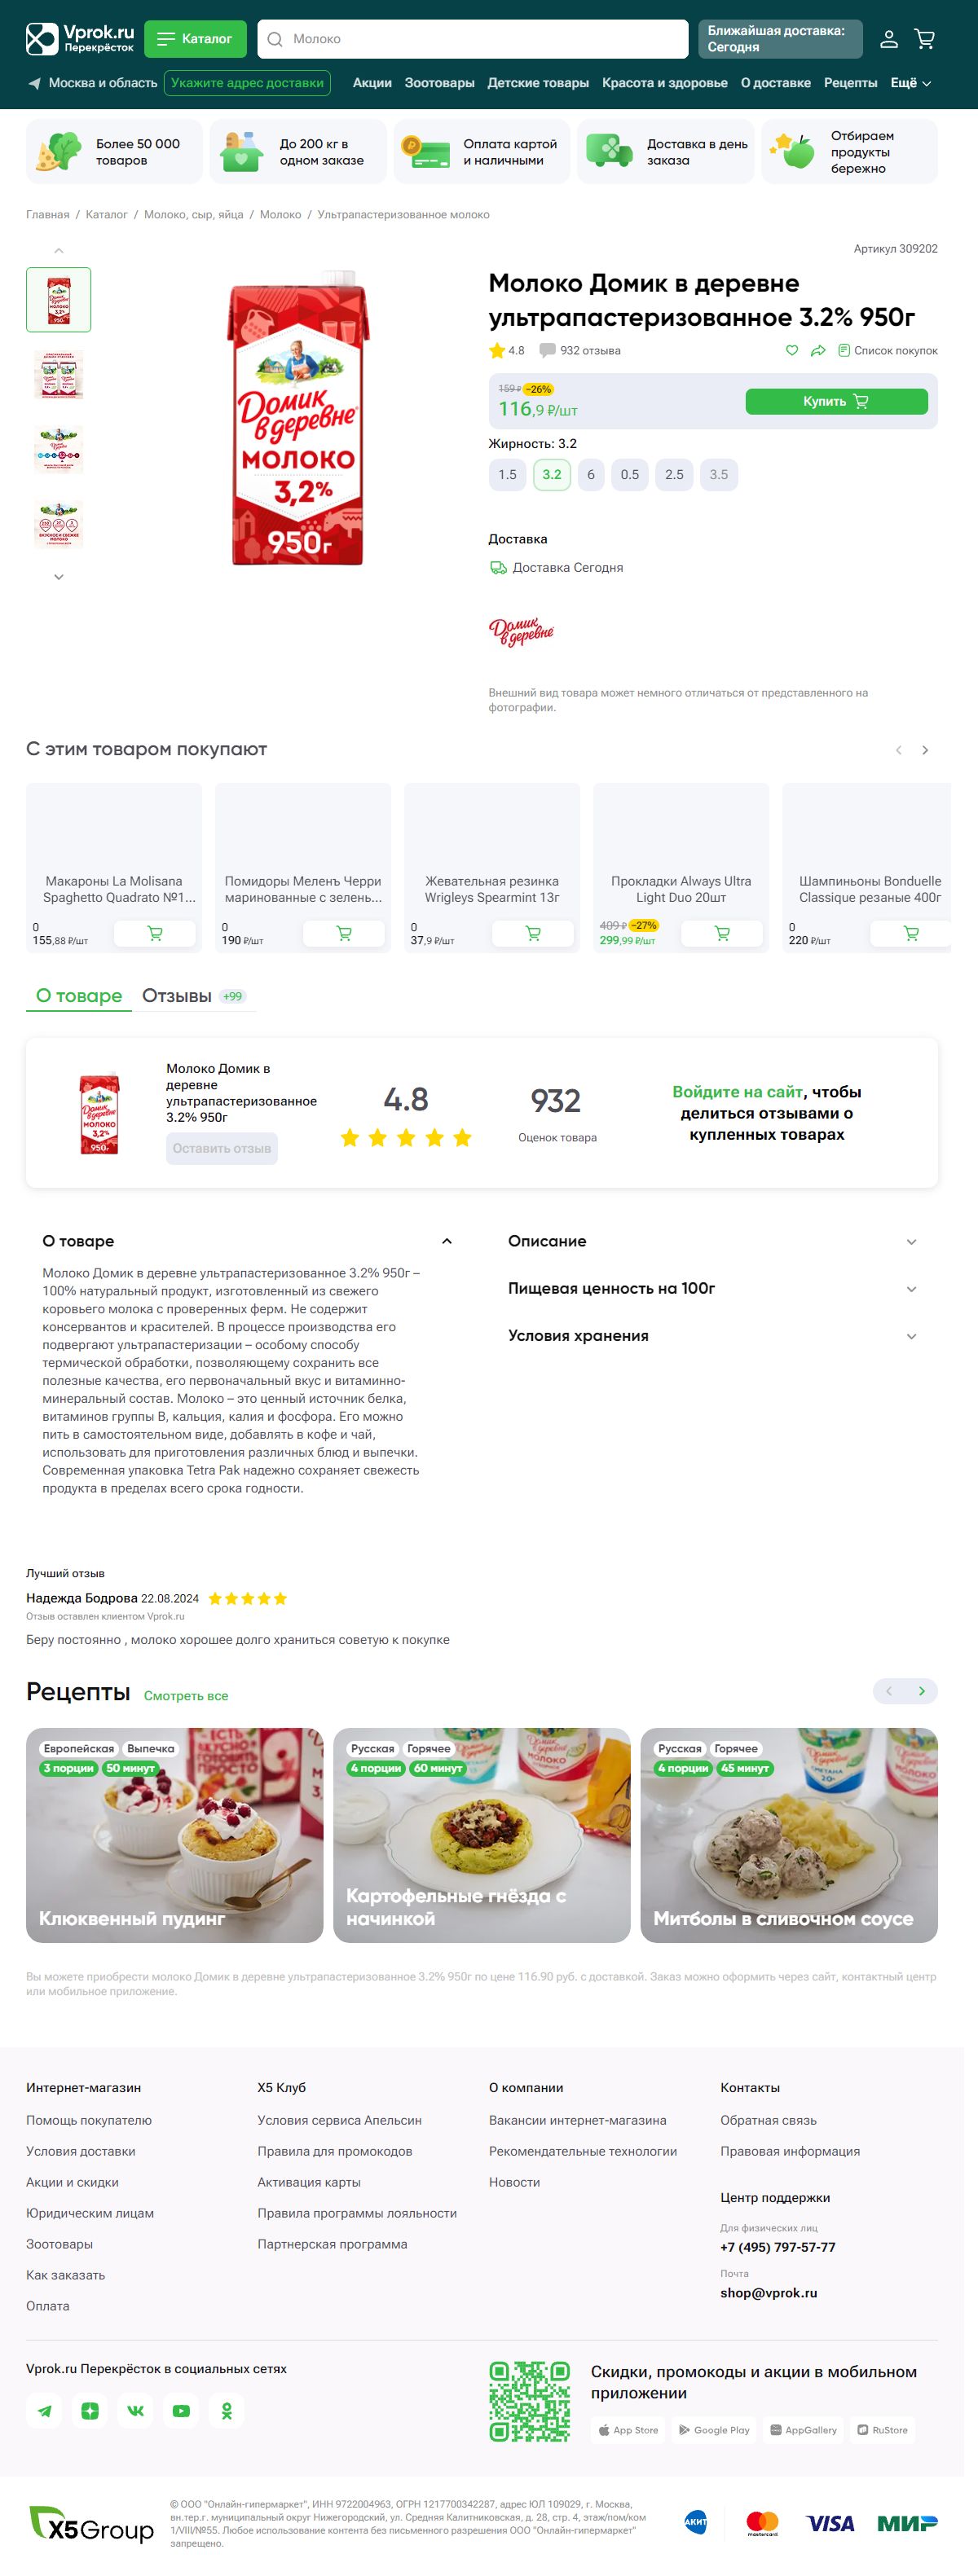 Vprok.ru
Перекрёсток
Каталог
Молоко
Ближайшая доставка:
Сегодня
Москва и область
Укажите адрес доставки
Акции Зоотовары Детские товары Красота и здоровье О доставке Рецепты Ещё
Более 50 000
товаров
До 200 кг в
одном заказе
Оплата картой
и наличными
Доставка в день
заказа
Отбираем
продукты
бережно
Главная / Каталог / Молоко, сыр, яйца / Молоко / Ультрапастеризованное молоко
Артикул 309202
Домик
в деревне
МОЛОКО
3,2%
950г
Молоко Домик в деревне
ультрапастеризованное 3.2% 950г
4.8 932 отзыва
Список покупок
159 ₽ −26%
116,9 ₽/шт
Купить
Жирность: 3.2
1.5 3.2 6 0.5 2.5 3.5
Доставка
Доставка Сегодня
Домик
в деревне
Внешний вид товара может немного отличаться от представленного на
фотографии.
С этим товаром покупают
Макароны La Molisana
Spaghetto Quadrato №1...
0
155,88 ₽/шт
Помидоры Меленъ Черри
маринованные с зелень...
0
190 ₽/шт
Жевательная резинка
Wrigleys Spearmint 13г
0
37,9 ₽/шт
Прокладки Always Ultra
Light Duo 20шт
409 ₽ −27%
299,99 ₽/шт
Шампиньоны Bonduelle
Classique резаные 400г
0
220 ₽/шт
О товаре Отзывы +99
Домик
в деревне
МОЛОКО
3,2%
950г
Молоко Домик в
деревне
ультрапастеризованное
3.2% 950г
Оставить отзыв
4.8
932
Оценок товара
Войдите на сайт, чтобы
делиться отзывами о
купленных товарах
О товаре
Молоко Домик в деревне ультрапастеризованное 3.2% 950г –
100% натуральный продукт, изготовленный из свежего
коровьего молока с проверенных ферм. Не содержит
консервантов и красителей. В процессе производства его
подвергают ультрапастеризации – особому способу
термической обработки, позволяющему сохранить все
полезные качества, его первоначальный вкус и витаминно-
минеральный состав. Молоко – это ценный источник белка,
витаминов группы В, кальция, калия и фосфора. Его можно
пить в самостоятельном виде, добавлять в кофе и чай,
использовать для приготовления различных блюд и выпечки.
Современная упаковка Tetra Pak надежно сохраняет свежесть
продукта в пределах всего срока годности.
Описание
Пищевая ценность на 100г
Условия хранения
Лучший отзыв
Надежда Бодрова 22.08.2024
Отзыв оставлен клиентом Vprok.ru
Беру постоянно , молоко хорошее долго храниться советую к покупке
Рецепты Смотреть все
Европейская Выпечка
3 порции 50 минут
Клюквенный пудинг
Русская Горячее
4 порции 60 минут
Картофельные гнёзда с
начинкой
Русская Горячее
4 порции 45 минут
Митболы в сливочном соусе
Вы можете приобрести молоко Домик в деревне ультрапастеризованное 3.2% 950г по цене 116.90 руб. с доставкой. Заказ можно оформить через сайт, контактный центр
или мобильное приложение.
Интернет-магазин
Помощь покупателю
Условия доставки
Акции и скидки
Юридическим лицам
Зоотовары
Как заказать
Оплата
X5 Клуб
Условия сервиса Апельсин
Правила для промокодов
Активация карты
Правила программы лояльности
Партнерская программа
О компании
Вакансии интернет-магазина
Рекомендательные технологии
Новости
Контакты
Обратная связь
Правовая информация
Центр поддержки
Для физических лиц
+7 (495) 797-57-77
Почта
shop@vprok.ru
Vprok.ru Перекрёсток в социальных сетях
Скидки, промокоды и акции в мобильном
приложении
App Store Google Play AppGallery RuStore
X5Group
© ООО "Онлайн-гипермаркет", ИНН 9722004963, ОГРН 1217700342287, адрес ЮЛ 109029, г. Москва,
вн.тер.г. муниципальный округ Нижегородский, ул. Средняя Калитниковская, д. 28, стр. 4, этаж/пом/ком
1/VIII/№55. Любое использование контента без письменного разрешения ООО "Онлайн-гипермаркет"
запрещено.
АКИТ mastercard VISA МИР